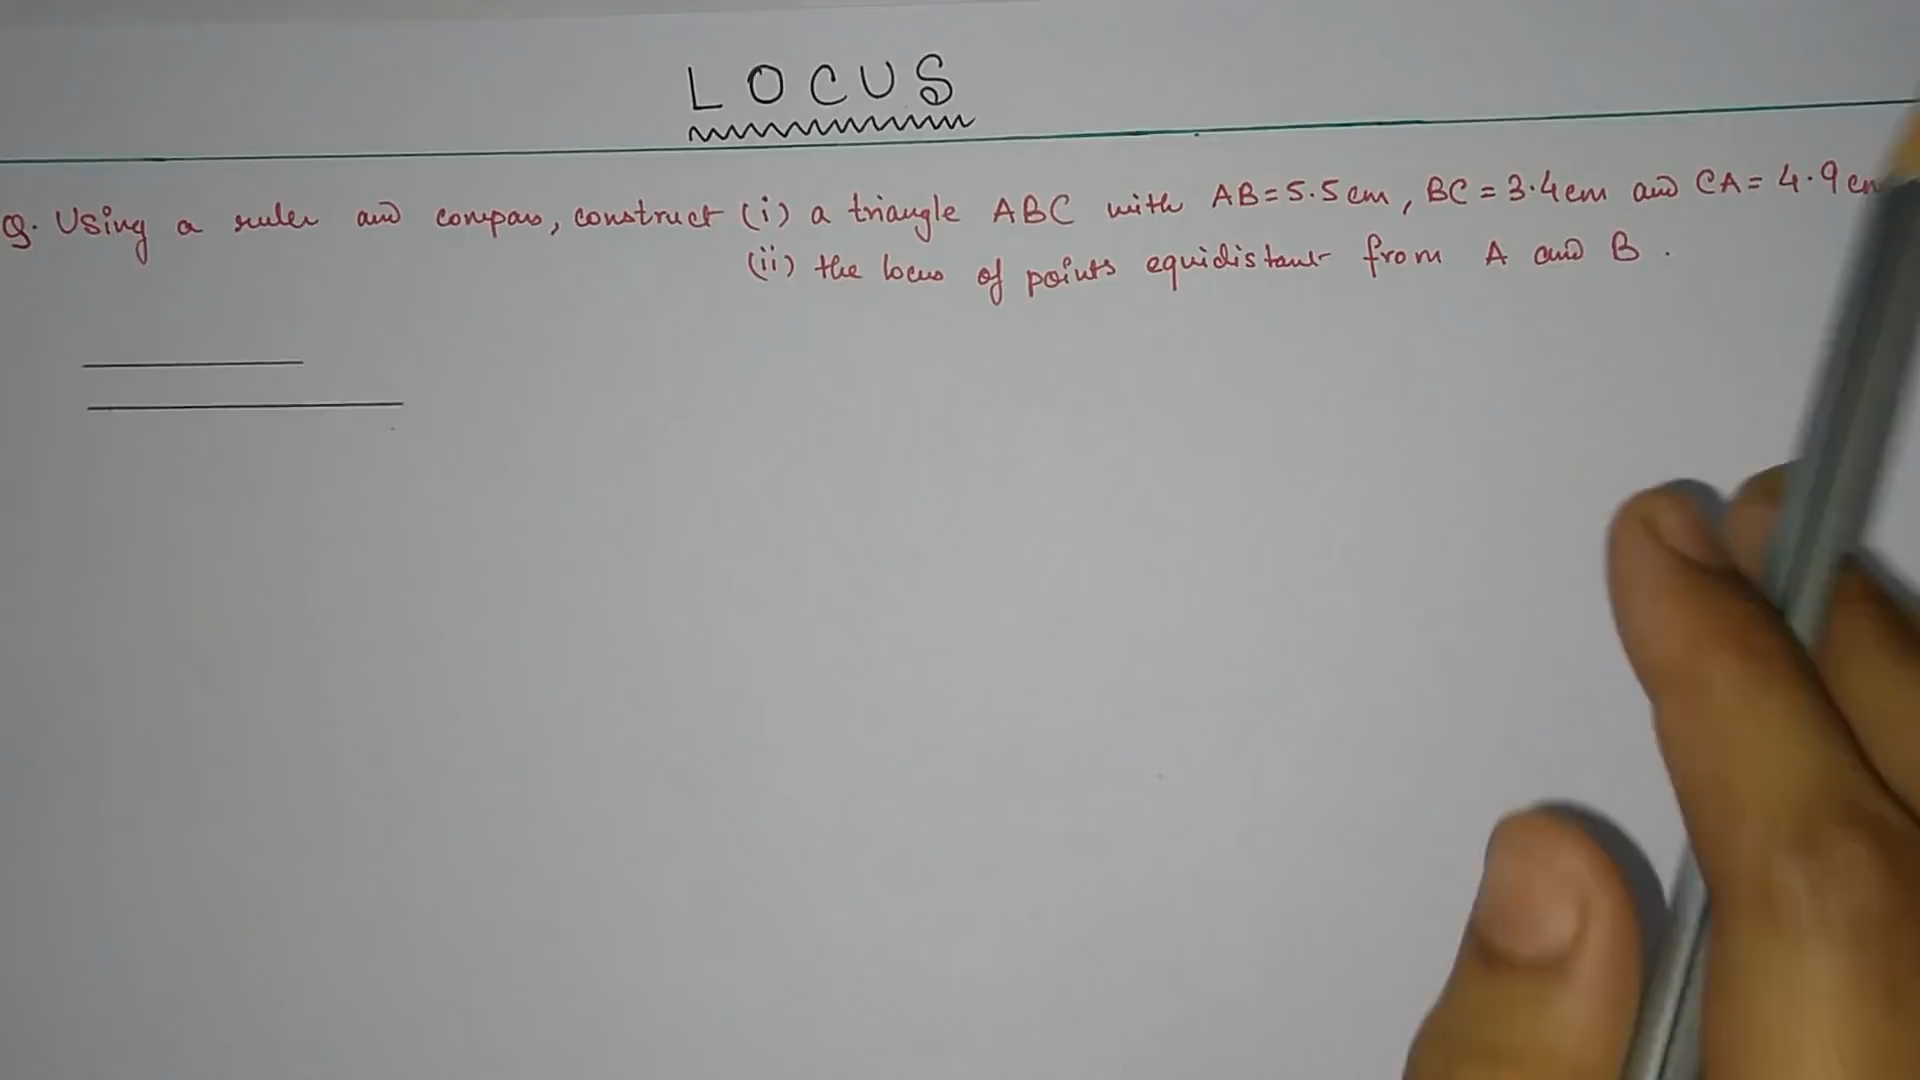 LOCUS
Q. Using a ruler and compass, construct (i) a triangle ABC with AB = 5.5 cm, BC = 3.4 cm and CA = 4.9 cm
(ii) the locus of points equidistant from A and B.